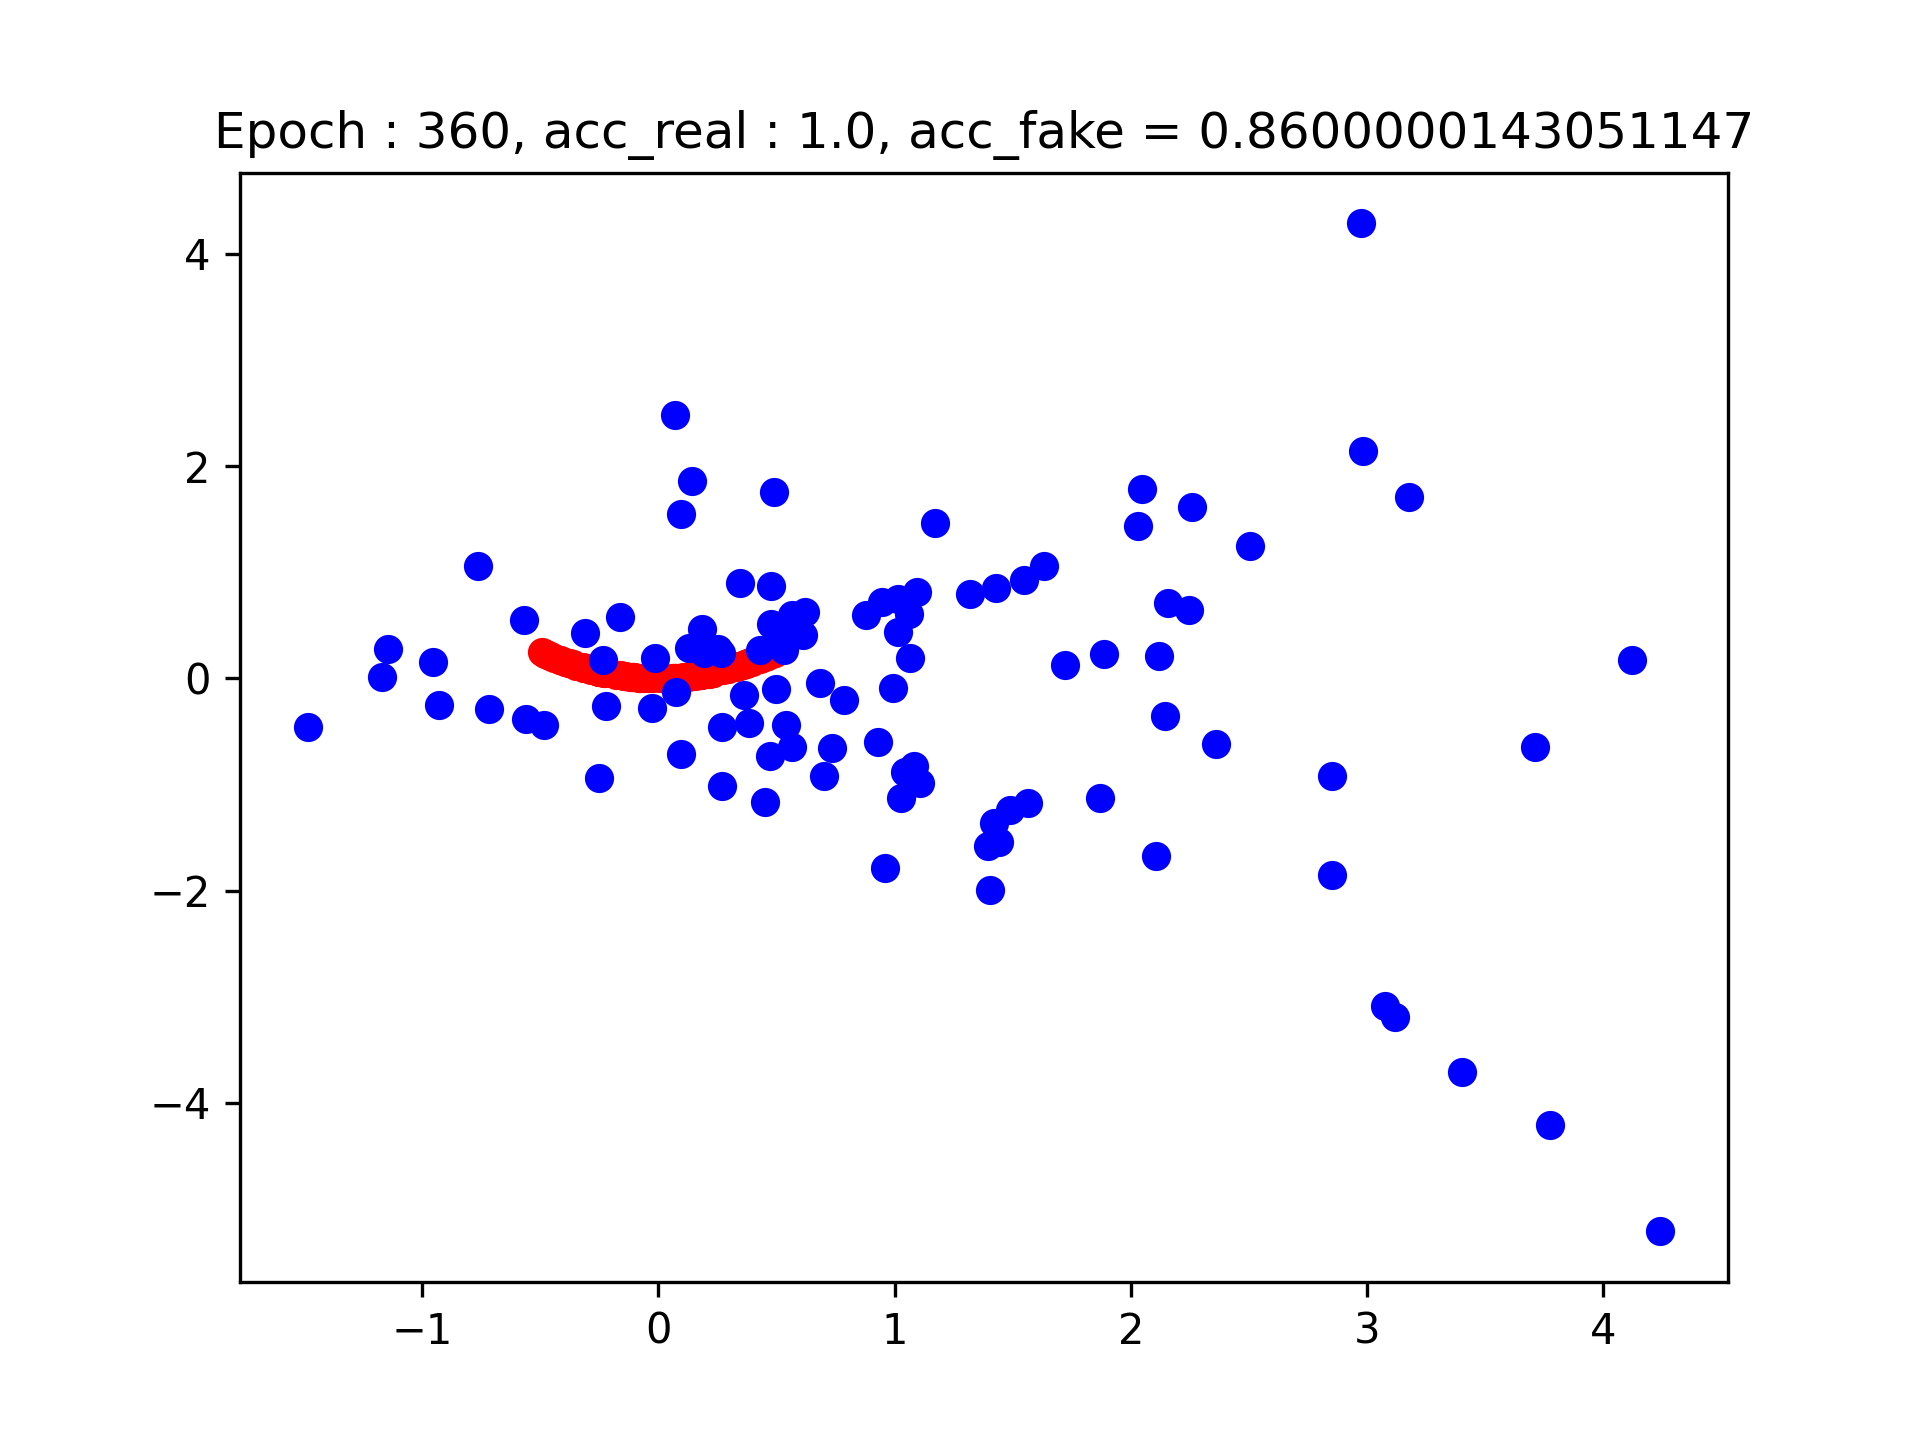 Epoch : 360, acc_real : 1.0, acc_fake = 0.8600000143051147
4
2
0
−2
−4
−1 0 1 2 3 4